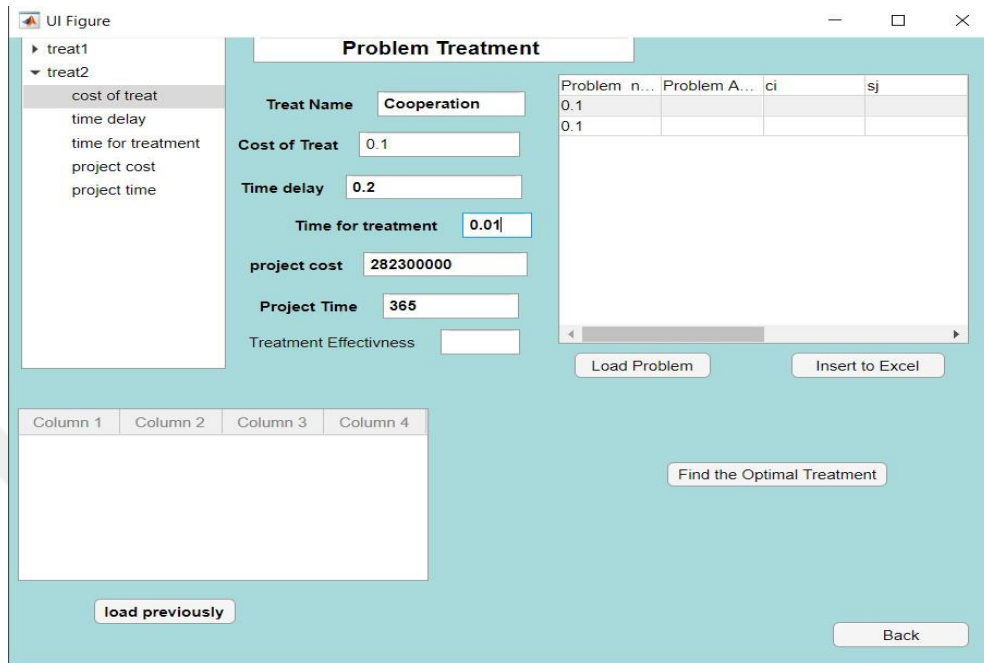 UI Figure
treat1
treat2
cost of treat
time delay
time for treatment
project cost
project time
Problem Treatment
Treat Name Cooperation
Cost of Treat 0.1
Time delay 0.2
Time for treatment 0.01
project cost 282300000
Project Time 365
Treatment Effectivness
Problem n... Problem A... ci sj
0.1
0.1
Load Problem Insert to Excel
Column 1 Column 2 Column 3 Column 4
Find the Optimal Treatment
load previously
Back